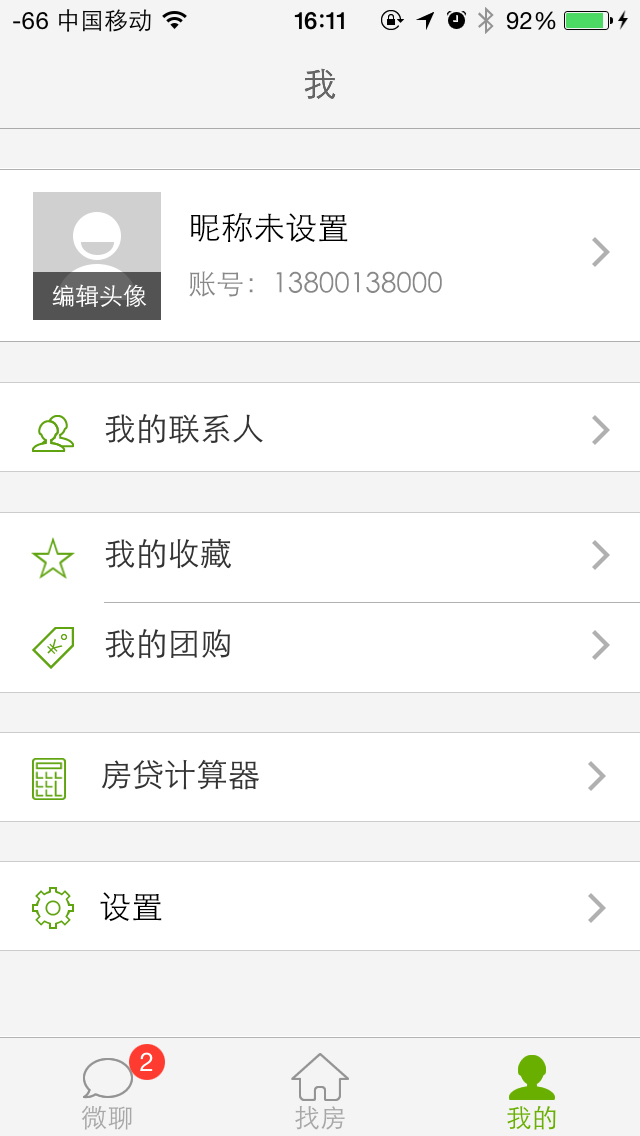 -66 中国移动 16:11 92%
我
昵称未设置
账号：13800138000
编辑头像
我的联系人
我的收藏
我的团购
房贷计算器
设置
2
微聊 找房 我的